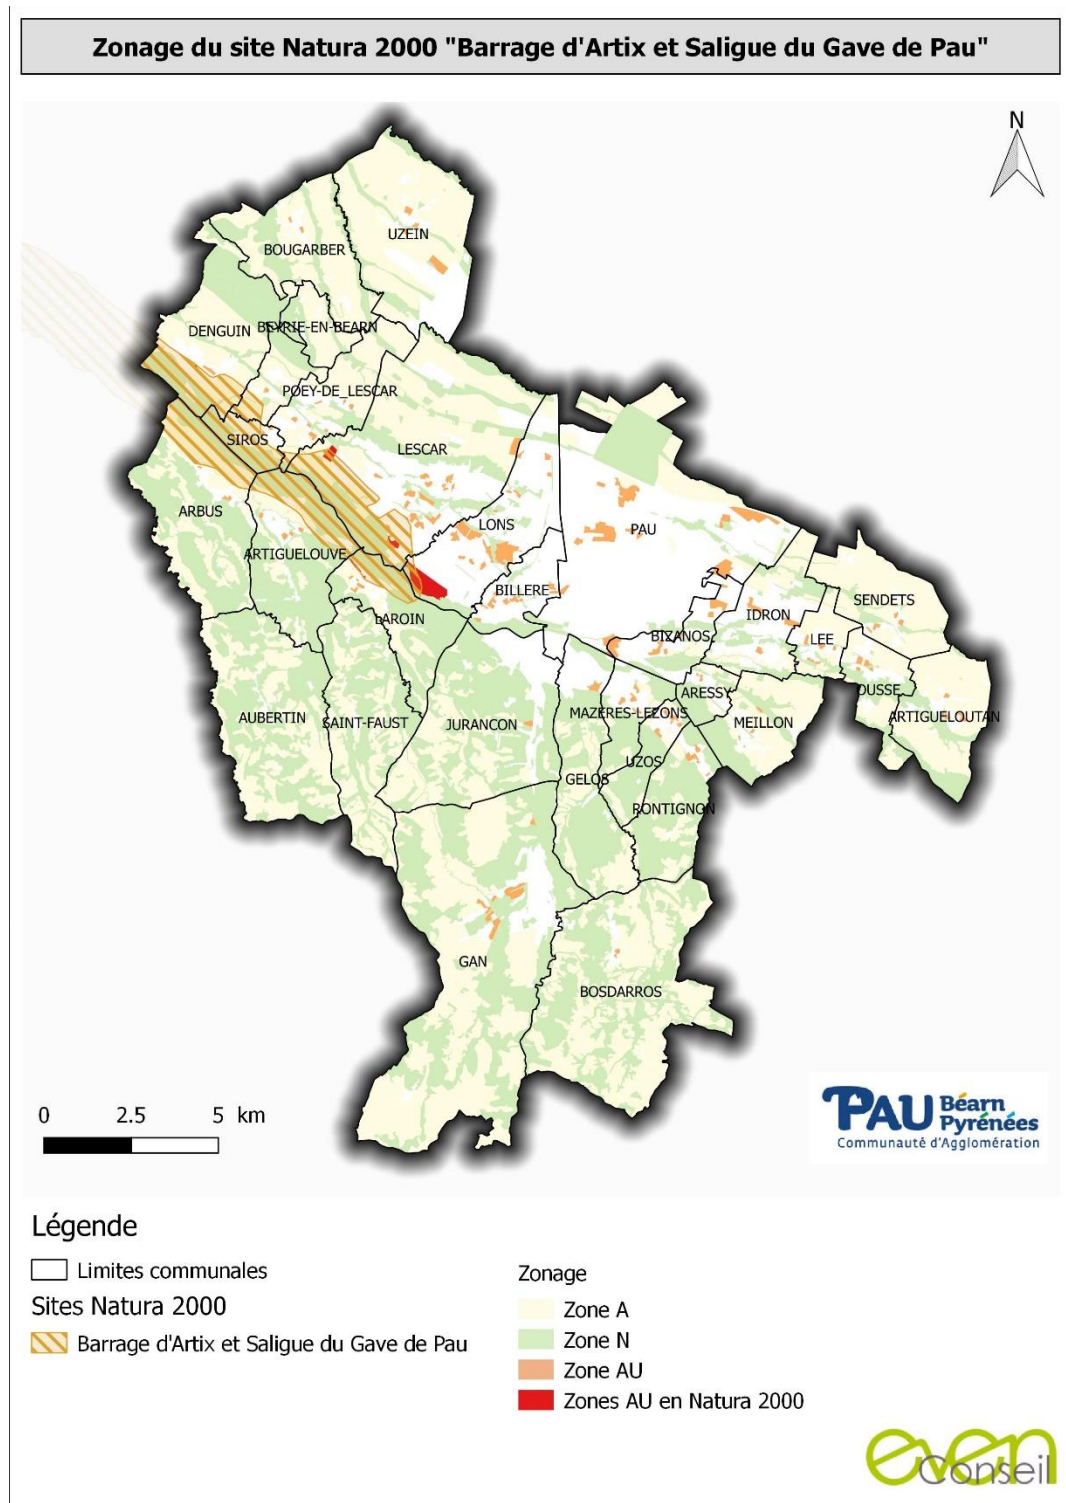 Zonage du site Natura 2000 "Barrage d'Artix et Saligue du Gave de Pau"
N
UZEIN
BOUGARBER
DENGUIN
BEYRIE-EN-BEARN
POEY-DE_LESCAR
SIROS
LESCAR
ARBUS
LONS
PAU
ARTIGUELOUVE
BILLERE
SENDETS
IDRON
LAROIN
BIZANOS
LEE
OUSSE
ARESSY
AUBERTIN
SAINT-FAUST
JURANCON
MAZERES-LEZONS
MEILLON
ARTIGUELOUTAN
UZOS
GELOS
RONTIGNON
GAN
BOSDARROS
0 2.5 5 km
PAU Béarn
Pyrénées
Communauté d'Agglomération
Légende
Limites communales
Sites Natura 2000
Barrage d'Artix et Saligue du Gave de Pau
Zonage
Zone A
Zone N
Zone AU
Zones AU en Natura 2000
even
Conseil